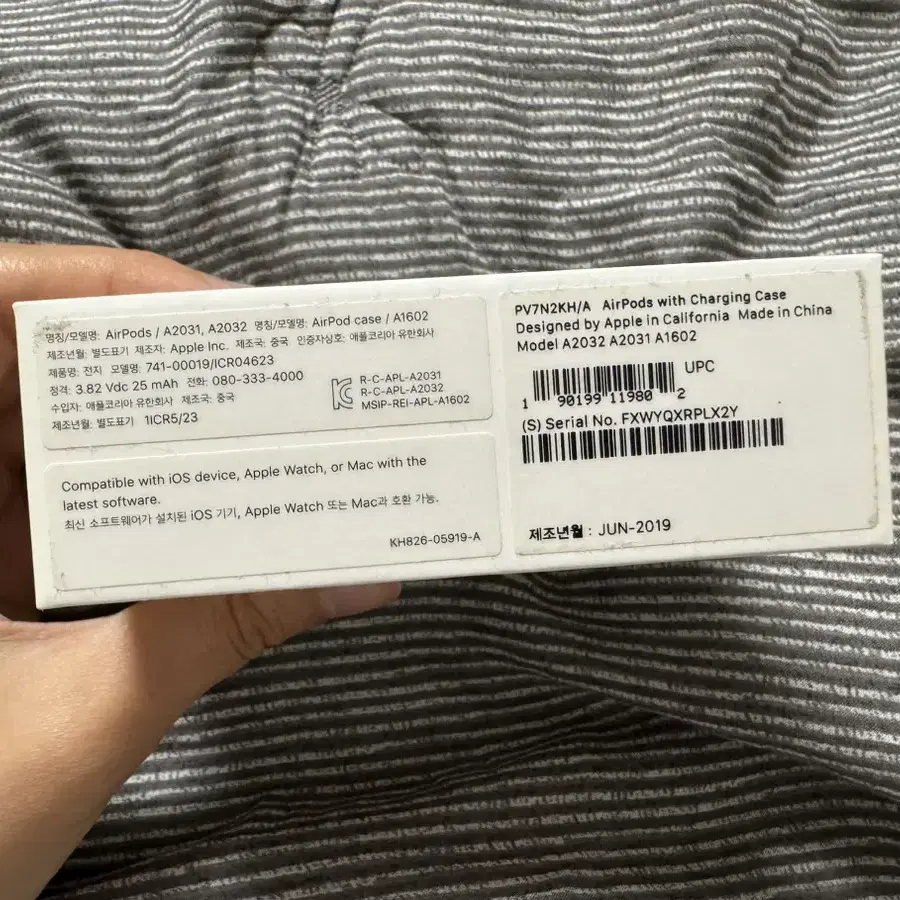 명칭/모델명: AirPods / A2031, A2032 명칭/모델명: AirPod case / A1602
제조년월: 별도표기 제조자: Apple Inc. 제조국: 중국 인증자상호: 애플코리아 유한회사
제품명: 전지 모델명: 741-00019/ICR04623
정격: 3.82 Vdc 25 mAh 전화: 080-333-4000
수입자: 애플코리아 유한회사 제조국: 중국
제조년월: 별도표기 1ICR5/23
R-C-APL-A2031
R-C-APL-A2032
MSIP-REI-APL-A1602
Compatible with iOS device, Apple Watch, or Mac with the
latest software.
최신 소프트웨어가 설치된 iOS 기기, Apple Watch 또는 Mac과 호환 가능.
KH826-05919-A
PV7N2KH/A AirPods with Charging Case
Designed by Apple in California Made in China
Model A2032 A2031 A1602
UPC
1 90199 11980 2
(S) Serial No. FXWYQXRPLX2Y
제조년월 : JUN-2019